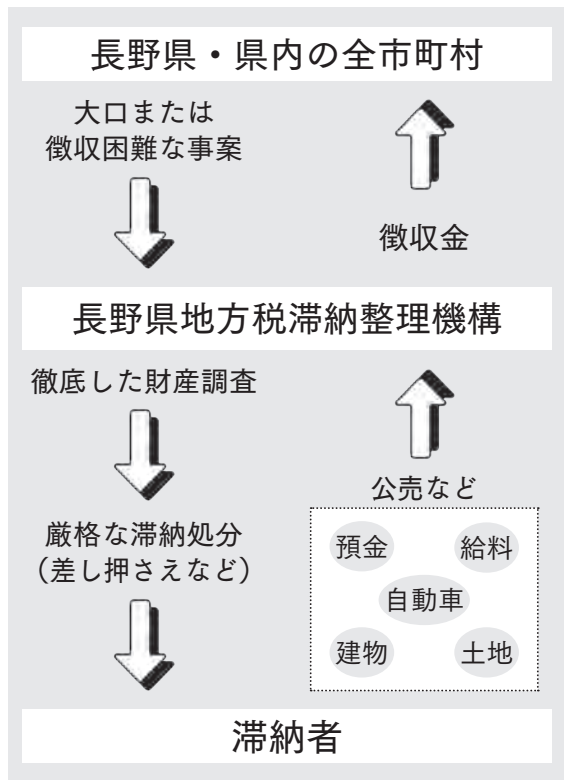 長野県・県内の全市町村
大口または
徴収困難な事案
徴収金
長野県地方税滞納整理機構
徹底した財産調査
厳格な滞納処分
（差し押さえなど）
公売など
預金
給料
自動車
建物
土地
滞納者